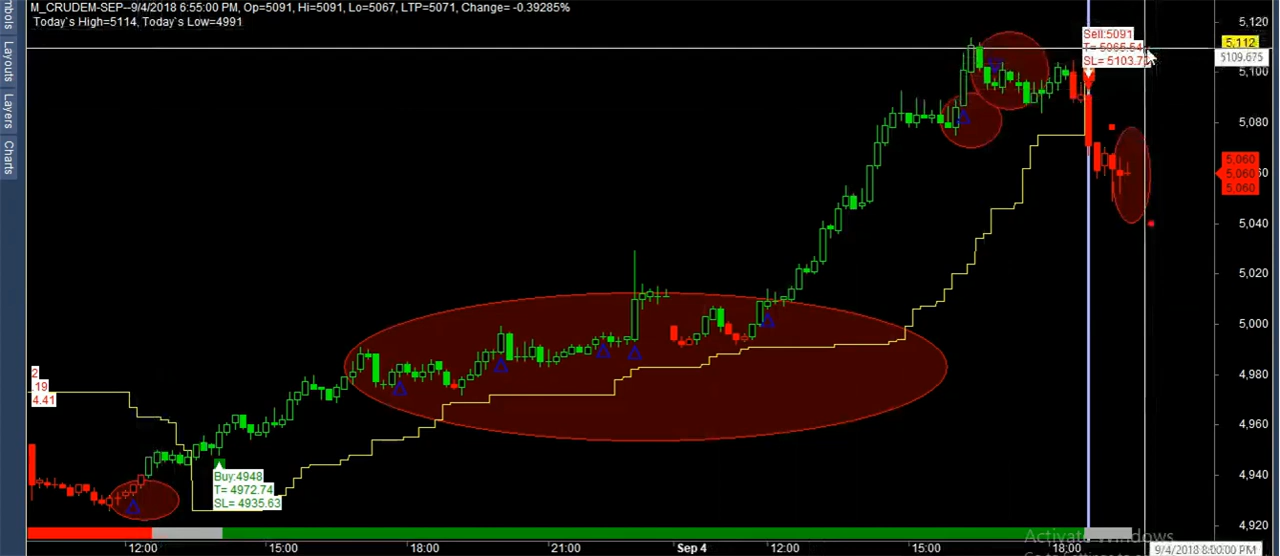 M_CRUDEM-SEP--9/4/2018 6:55:00 PM, Op=5091, Hi=5091, Lo=5067, LTP=5071, Change= -0.39285%
Today`s High=5114, Today`s Low=4991
mbols
Layouts
Layers
Charts
Sell:5091
T= 5065.54
SL= 5103.7
5,120
5,112
5109.675
5,100
5,080
5,060
5,060
5,060
5,040
5,020
5,000
4,980
4,960
4,940
4,920
2
.19
4.41
Buy:4948
T= 4972.74
SL= 4935.63
Activate Windows
12:00
15:00
18:00
21:00
Sep 4
12:00
15:00
18:00
9/4/2018 8:50:00 PM